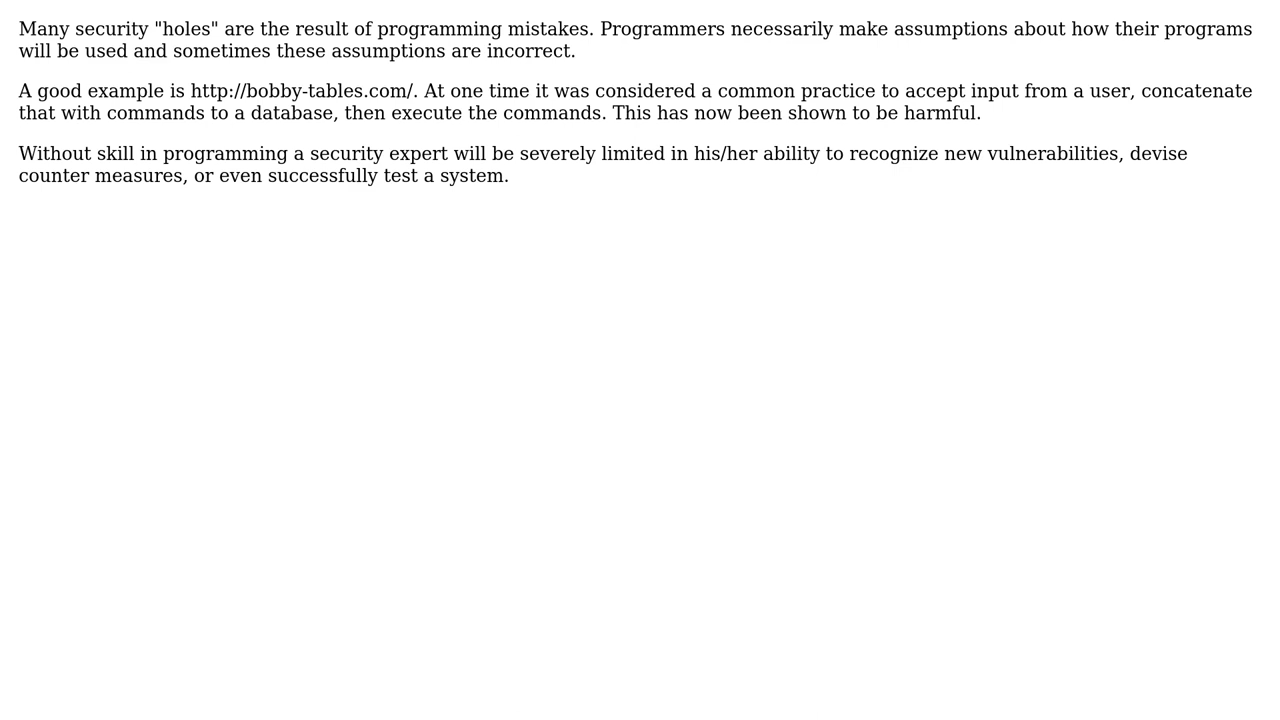 Many security "holes" are the result of programming mistakes. Programmers necessarily make assumptions about how their programs
will be used and sometimes these assumptions are incorrect.
A good example is http://bobby-tables.com/. At one time it was considered a common practice to accept input from a user, concatenate
that with commands to a database, then execute the commands. This has now been shown to be harmful.
Without skill in programming a security expert will be severely limited in his/her ability to recognize new vulnerabilities, devise
counter measures, or even successfully test a system.